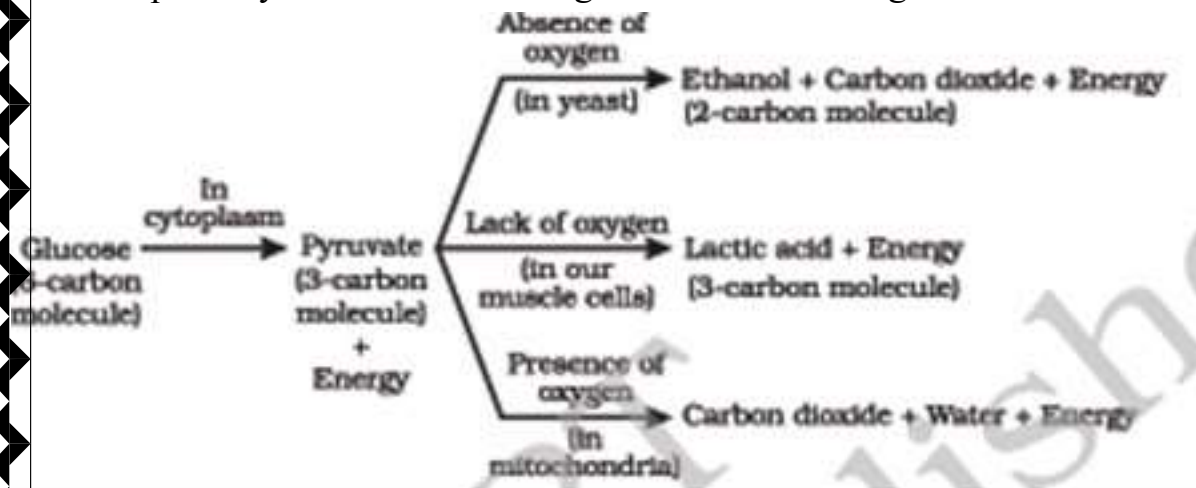 Absence of
oxygen
(in yeast)
Ethanol + Carbon dioxide + Energy
(2-carbon molecule)
In
cytoplasm
Glucose
6-carbon
molecule)
Pyruvate
(3-carbon
molecule)
+
Energy
Lack of oxygen
(in our
muscle cells)
Lactic acid + Energy
(3-carbon molecule)
Presence of
oxygen
(in
mitochondria)
Carbon dioxide + Water + Energy